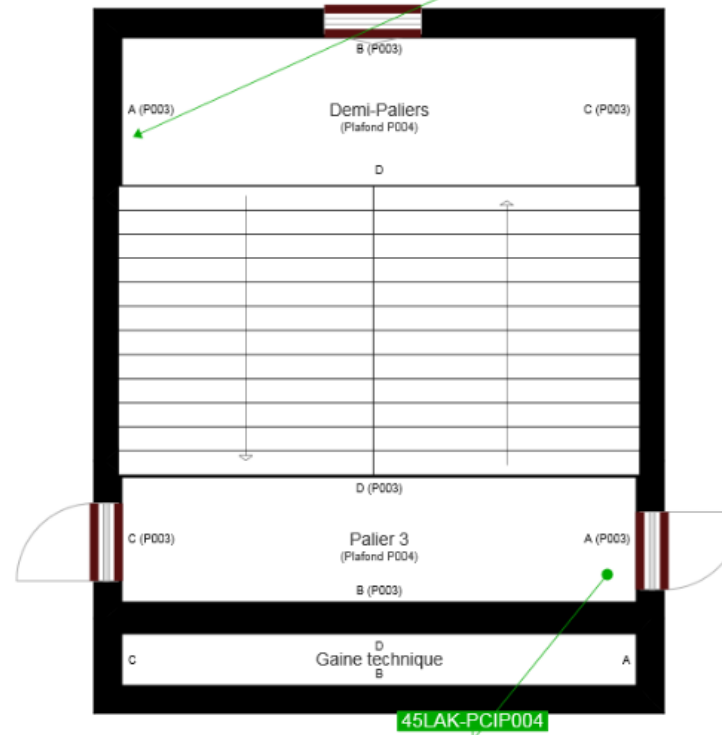 B (P003)
A (P003)
Demi-Paliers
C (P003)
(Plafond P004)
D
D (P003)
C (P003)
Palier 3
A (P003)
(Plafond P004)
B (P003)
D
C
Gaine technique
A
B
45LAK-PCIP004